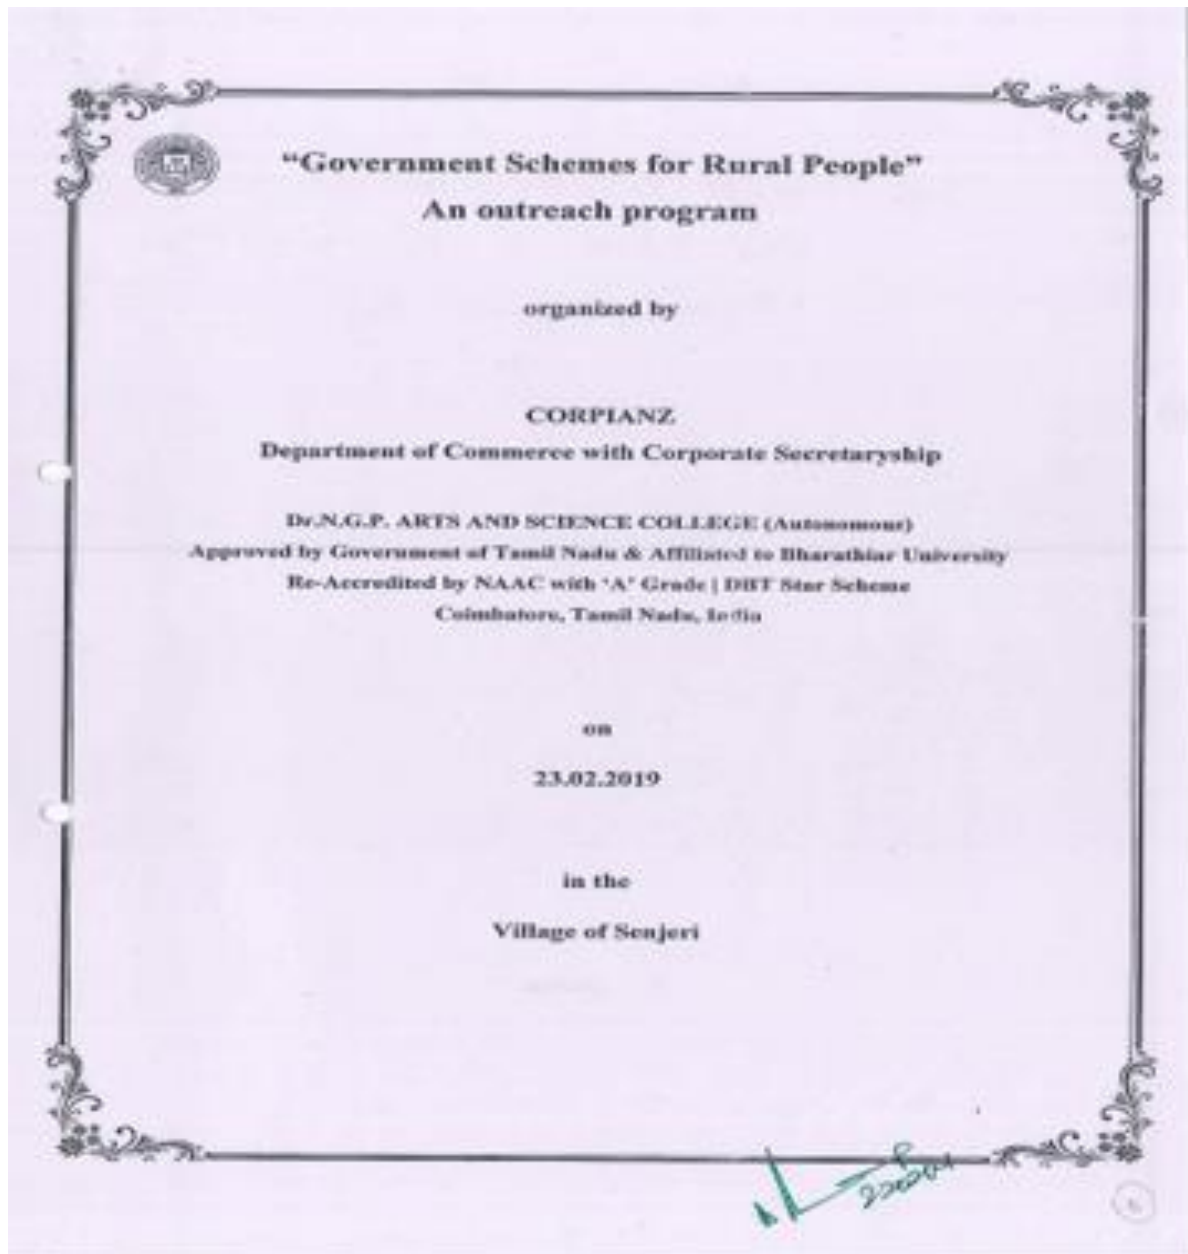 “Government Schemes for Rural People”
An outreach program
organized by
CORPIANZ
Department of Commerce with Corporate Secretaryship
Dr.N.G.P. ARTS AND SCIENCE COLLEGE (Autonomous)
Approved by Government of Tamil Nadu & Affiliated to Bharathiar University
Re-Accredited by NAAC with ‘A’ Grade | DBT Star Scheme
Coimbatore, Tamil Nadu, India
on
23.02.2019
in the
Village of Senjeri